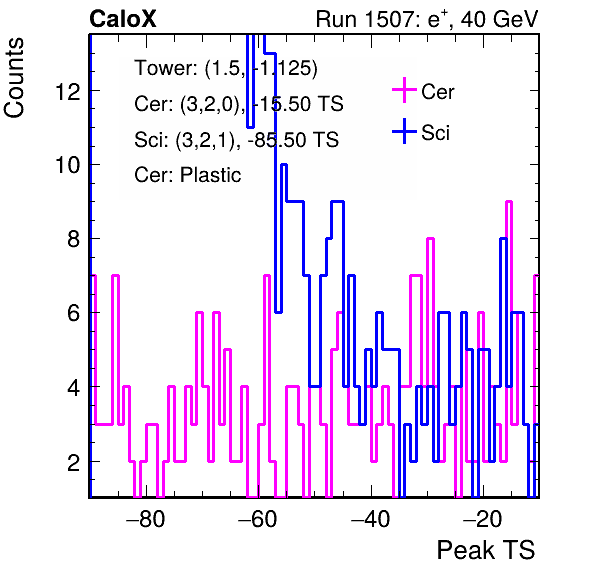 CaloX Run 1507: e+, 40 GeV
Counts
Tower: (1.5, -1.125)
Cer: (3,2,0), -15.50 TS
Sci: (3,2,1), -85.50 TS
Cer: Plastic
Cer
Sci
12
10
8
6
4
2
−80 −60 −40 −20
Peak TS